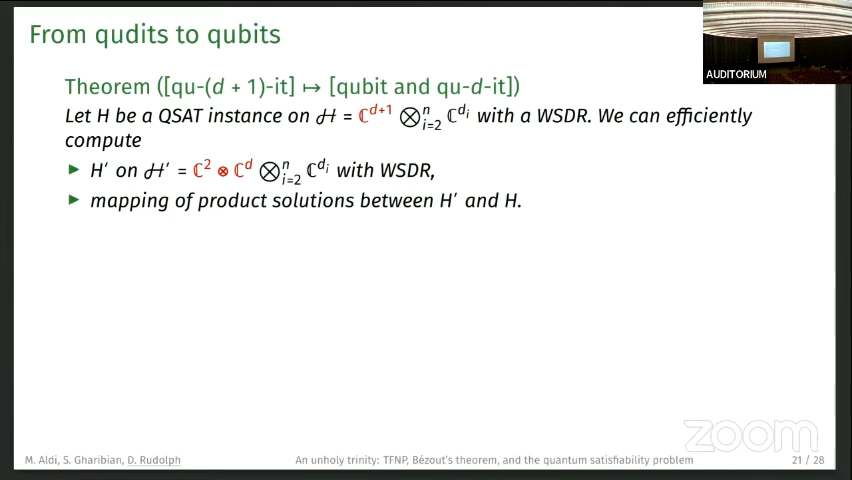 From qudits to qubits
AUDITORIUM
Theorem ([qu-(d + 1)-it] ↦ [qubit and qu-d-it])
Let H be a QSAT instance on ℋ = ℂ^{d+1} ⊗_{i=2}^{n} ℂ^{d_i} with a WSDR. We can efficiently
compute
▶ H′ on ℋ′ = ℂ^2 ⊗ ℂ^d ⊗_{i=2}^{n} ℂ^{d_i} with WSDR,
▶ mapping of product solutions between H′ and H.
zoom
M. Aldi, S. Gharibian, D. Rudolph An unholy trinity: TFNP, Bézout's theorem, and the quantum satisfiability problem 21 / 28